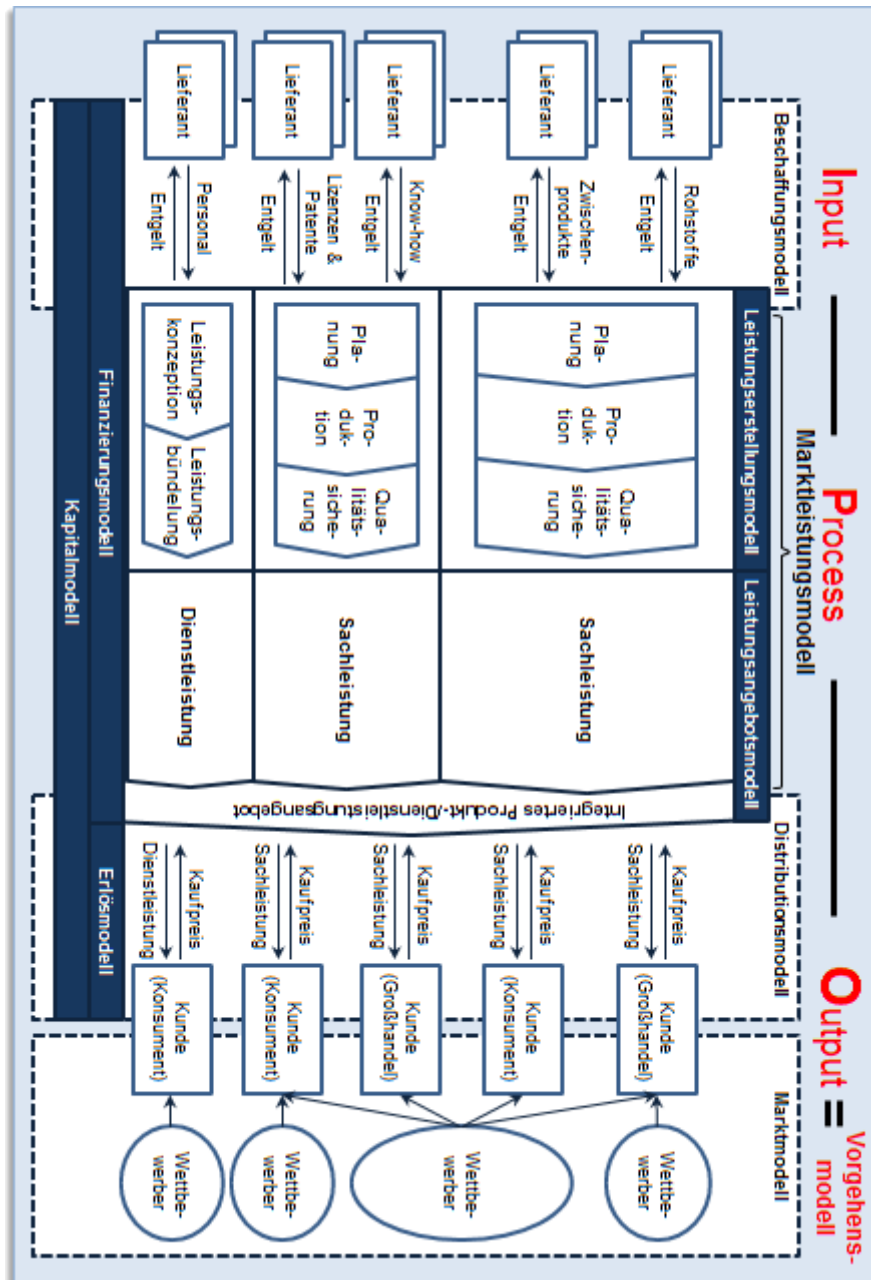 Input
Process
Output =
Vorgehens-
modell
Beschaffungsmodell
Marktleistungsmodell
Distributionsmodell
Marktmodell
Leistungserstellungsmodell
Leistungsangebotsmodell
Lieferant
Rohstoffe
Entgelt
Lieferant
Zwischen-
produkte
Entgelt
Lieferant
Know-how
Entgelt
Lieferant
Lizenzen &
Patente
Entgelt
Lieferant
Personal
Entgelt
Pla-
nung
Pro-
duk-
tion
Qua-
litäts-
siche-
rung
Sachleistung
Pla-
nung
Pro-
duk-
tion
Qua-
litäts-
siche-
rung
Sachleistung
Leistungs-
konzeption
Leistungs-
bündelung
Dienstleistung
Integriertes Produkt-/Dienstleistungsangebot
Kaufpreis
Sachleistung
Kunde
(Großhandel)
Kaufpreis
Sachleistung
Kunde
(Konsument)
Kaufpreis
Sachleistung
Kunde
(Großhandel)
Kaufpreis
Sachleistung
Kunde
(Konsument)
Kaufpreis
Dienstleistung
Kunde
(Konsument)
Wettbe-
werber
Wettbe-
werber
Wettbe-
werber
Wettbe-
werber
Finanzierungsmodell
Erlösmodell
Kapitalmodell